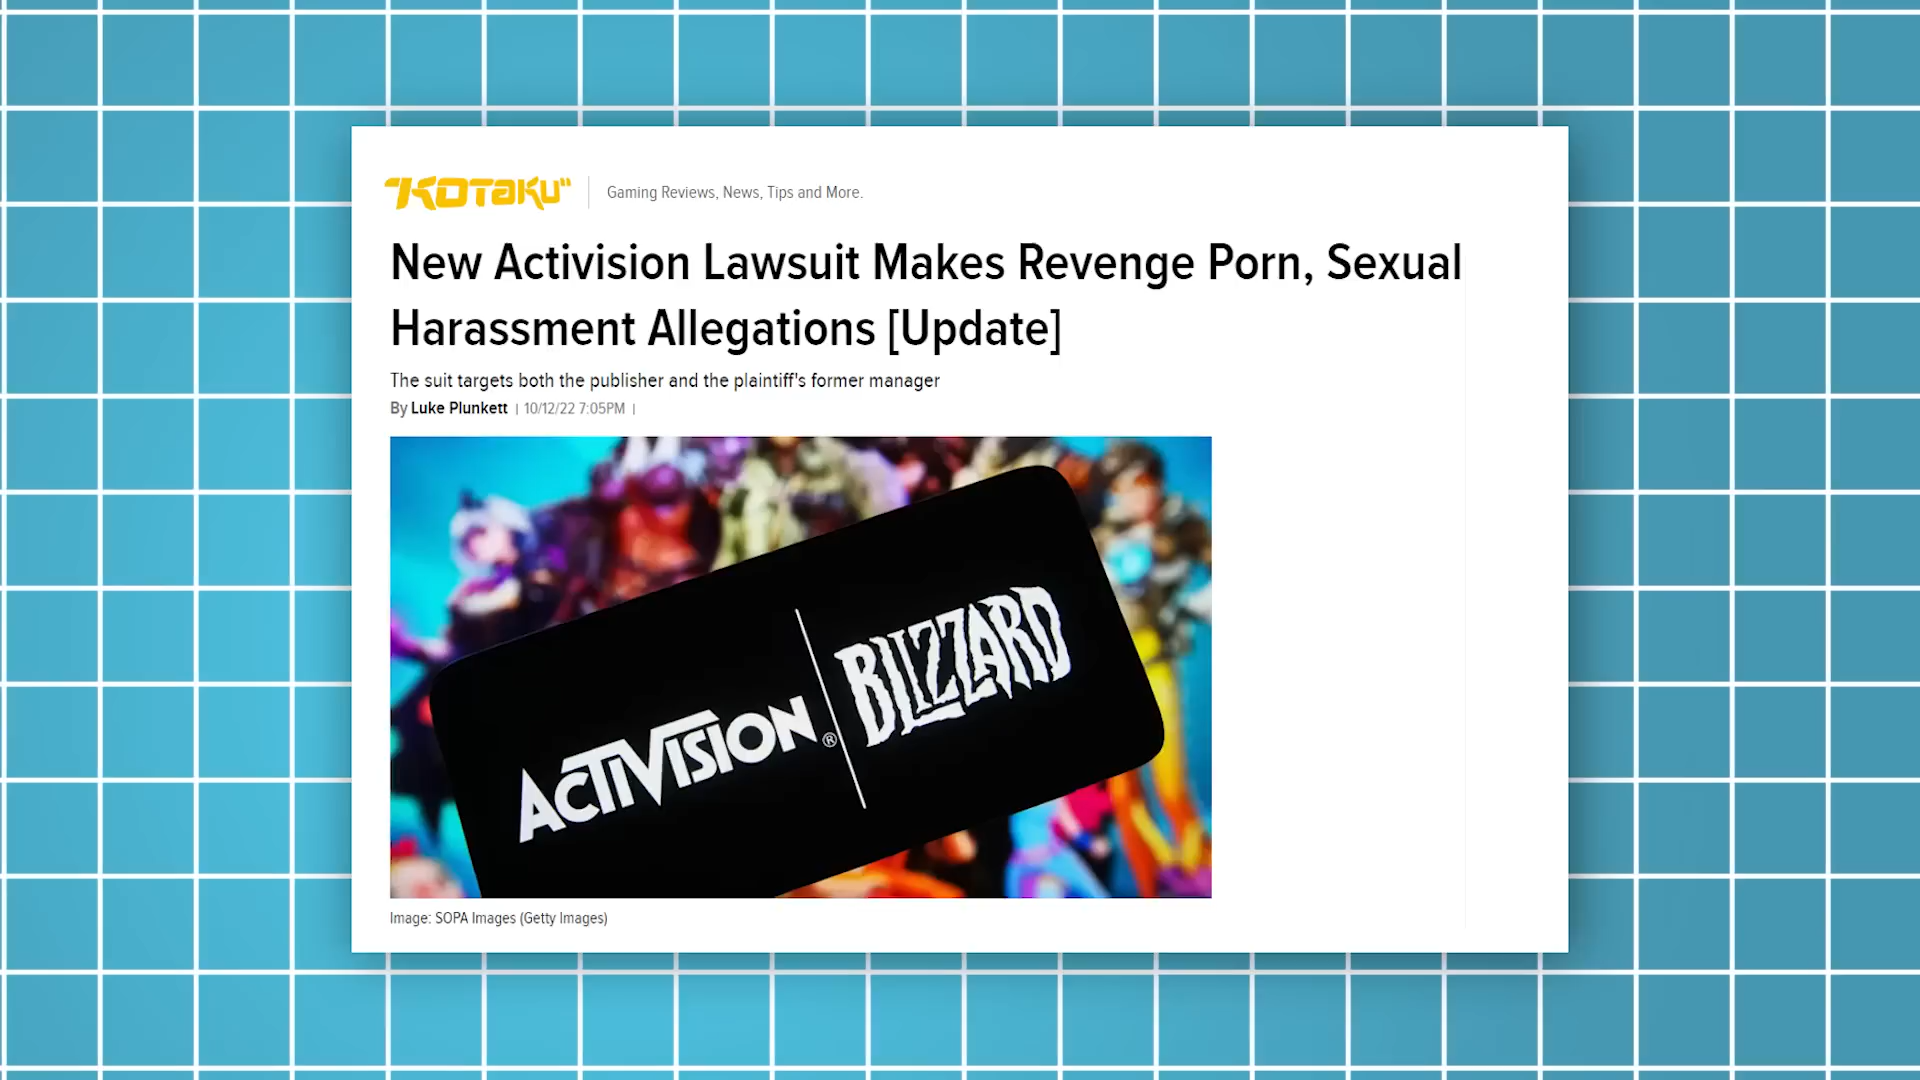 "KOTAKU"
Gaming Reviews, News, Tips and More.
New Activision Lawsuit Makes Revenge Porn, Sexual
Harassment Allegations [Update]
The suit targets both the publisher and the plaintiff's former manager
By Luke Plunkett | 10/12/22 7:05PM |
ACTIVISION® | BLIZZARD
Image: SOPA Images (Getty Images)